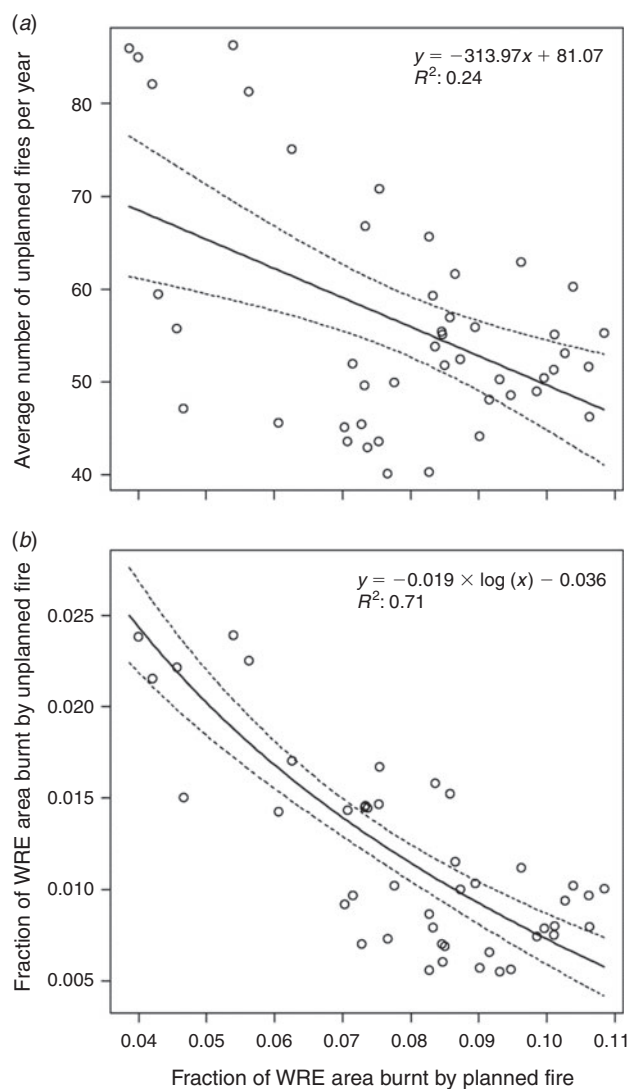 (a)
y = −313.97x + 81.07
R²: 0.24
Average number of unplanned fires per year
80
70
60
50
40
(b)
y = −0.019 × log (x) − 0.036
R²: 0.71
Fraction of WRE area burnt by unplanned fire
0.025
0.020
0.015
0.010
0.005
0.04 0.05 0.06 0.07 0.08 0.09 0.10 0.11
Fraction of WRE area burnt by planned fire